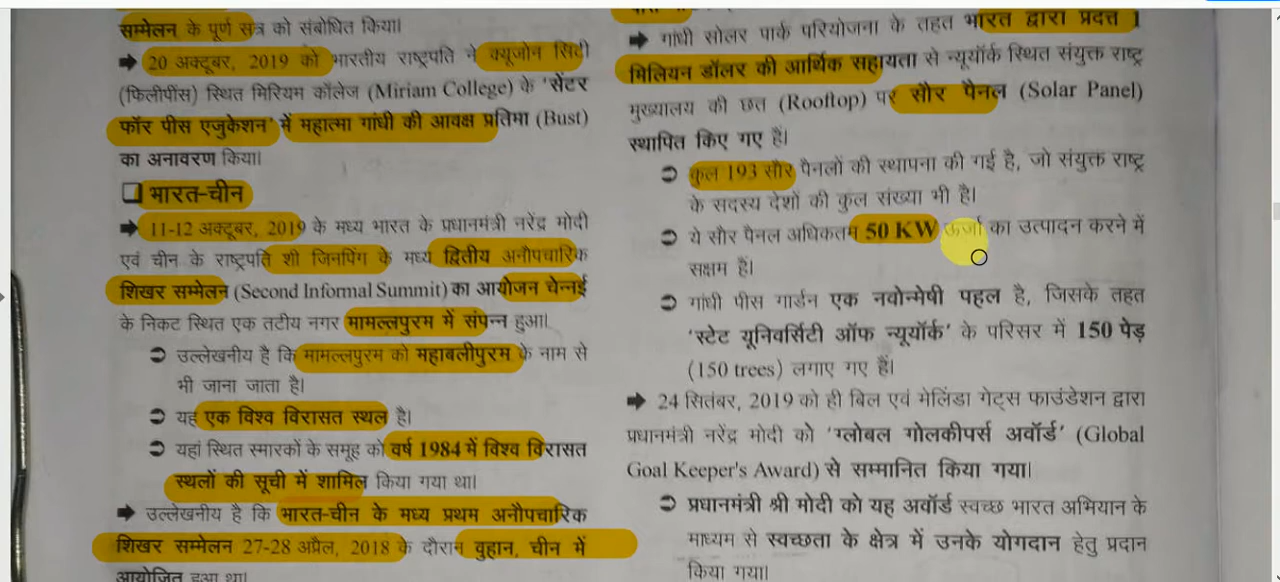 सम्मेलन के पूर्ण सत्र को संबोधित किया।
➡ 20 अक्टूबर, 2019 को भारतीय राष्ट्रपति ने क्यूजोन सिटी
(फिलीपींस) स्थित मिरियम कॉलेज (Miriam College) के 'सेंटर
फॉर पीस एजुकेशन' में महात्मा गांधी की आवक्ष प्रतिमा (Bust)
का अनावरण किया।
❑ भारत-चीन
➡ 11-12 अक्टूबर, 2019 के मध्य भारत के प्रधानमंत्री नरेंद्र मोदी
एवं चीन के राष्ट्रपति शी जिनपिंग के मध्य द्वितीय अनौपचारिक
शिखर सम्मेलन (Second Informal Summit) का आयोजन चेन्नई
के निकट स्थित एक तटीय नगर मामल्लपुरम में संपन्न हुआ।
➲ उल्लेखनीय है कि मामल्लपुरम को महाबलीपुरम के नाम से
भी जाना जाता है।
➲ यह एक विश्व विरासत स्थल है।
➲ यहां स्थित स्मारकों के समूह को वर्ष 1984 में विश्व विरासत
स्थलों की सूची में शामिल किया गया था।
➡ उल्लेखनीय है कि भारत-चीन के मध्य प्रथम अनौपचारिक
शिखर सम्मेलन 27-28 अप्रैल, 2018 के दौरान वुहान, चीन में
आयोजित हुआ था।
➡ गांधी सोलर पार्क परियोजना के तहत भारत द्वारा प्रदत्त 1
मिलियन डॉलर की आर्थिक सहायता से न्यूयॉर्क स्थित संयुक्त राष्ट्र
मुख्यालय की छत (Rooftop) पर सौर पैनल (Solar Panel)
स्थापित किए गए हैं।
➲ कुल 193 सौर पैनलों की स्थापना की गई है, जो संयुक्त राष्ट्र
के सदस्य देशों की कुल संख्या भी है।
➲ ये सौर पैनल अधिकतम 50 KW ऊर्जा का उत्पादन करने में
सक्षम हैं।
➲ गांधी पीस गार्डन एक नवोन्मेषी पहल है, जिसके तहत
'स्टेट यूनिवर्सिटी ऑफ न्यूयॉर्क' के परिसर में 150 पेड़
(150 trees) लगाए गए हैं।
➡ 24 सितंबर, 2019 को ही बिल एवं मेलिंडा गेट्स फाउंडेशन द्वारा
प्रधानमंत्री नरेंद्र मोदी को 'ग्लोबल गोलकीपर्स अवॉर्ड' (Global
Goal Keeper's Award) से सम्मानित किया गया।
➲ प्रधानमंत्री श्री मोदी को यह अवॉर्ड स्वच्छ भारत अभियान के
माध्यम से स्वच्छता के क्षेत्र में उनके योगदान हेतु प्रदान
किया गया।